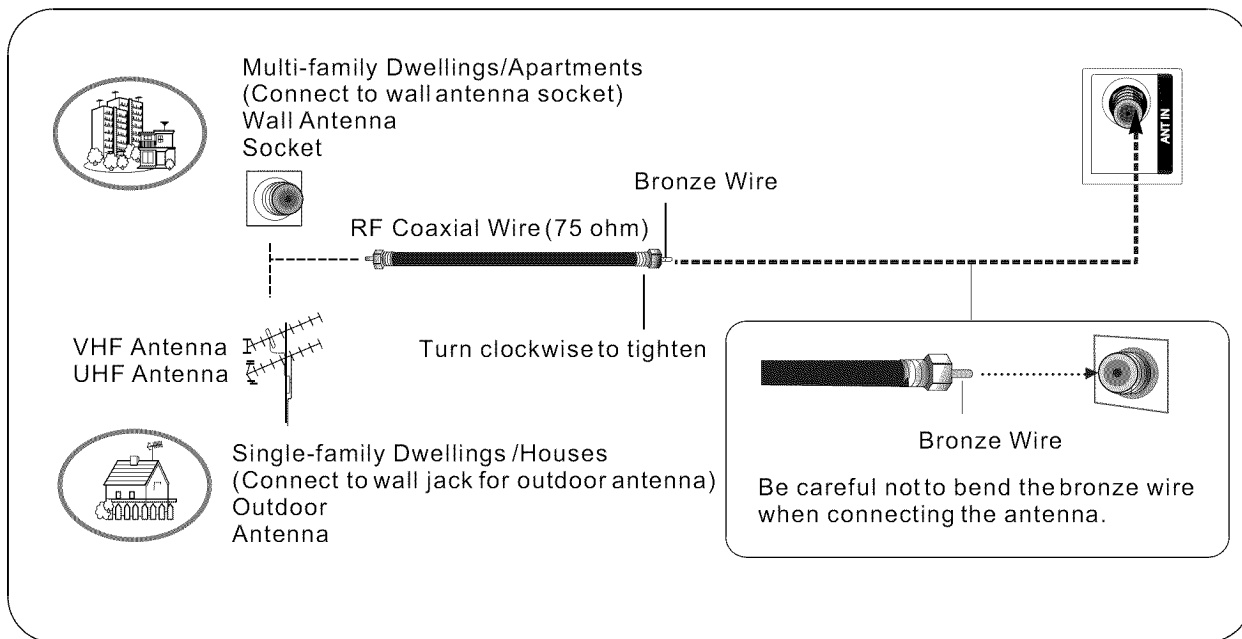 Multi-family Dwellings/Apartments
(Connect to wall antenna socket)
Wall Antenna
Socket
ANT IN
Bronze Wire
RF Coaxial Wire (75 ohm)
VHF Antenna
UHF Antenna
Turn clockwise to tighten
Bronze Wire
Be careful not to bend the bronze wire
when connecting the antenna.
Single-family Dwellings /Houses
(Connect to wall jack for outdoor antenna)
Outdoor
Antenna